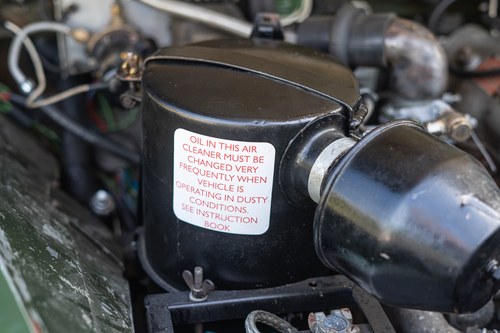 OIL IN THIS AIR
CLEANER MUST BE
CHANGED VERY
FREQUENTLY WHEN
VEHICLE IS
OPERATING IN DUSTY
CONDITIONS.
SEE INSTRUCTION
BOOK